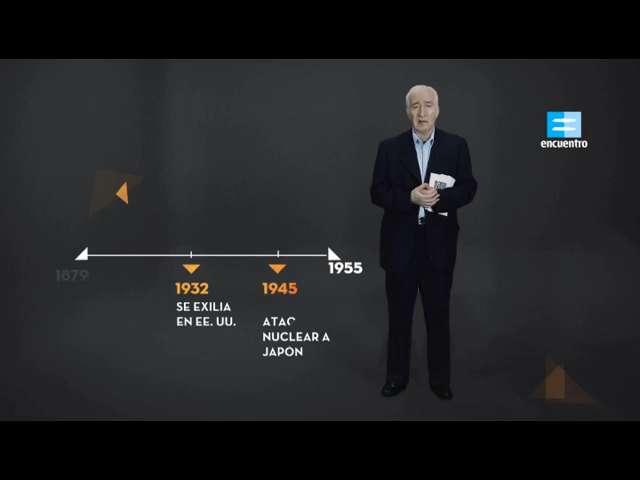 encuentro
1879
1955
1932
1945
SE EXILIA
EN EE. UU.
ATAC
NUCLEAR A
JAPON